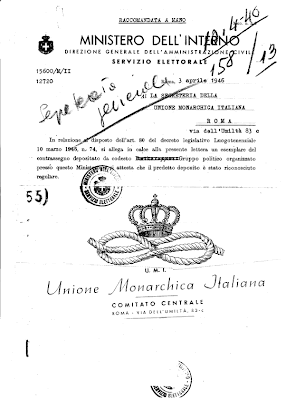 RACCOMANDATA A MANO
MINISTERO DELL'INTERNO
DIREZIONE GENERALE DELL'AMMINISTRAZIONE CIVILE
SERVIZIO ELETTORALE
15600/M/II
12720
3 aprile 1946
LA SEGRETERIA DELLA
UNIONE MONARCHICA ITALIANA
ROMA
via dell'Umiltà 83 c
In relazione al disposto dell'art. 80 del decreto legislativo Luogotenenziale
10 marzo 1946, n. 74, si allega in calce alla presente lettera un esemplare del
contrassegno depositato da codesto Gruppo politico organizzato
presso questo Ministero si attesta che il predetto deposito è stato riconosciuto
regolare.
55)
U.M.I.
Unione Monarchica Italiana
COMITATO CENTRALE
ROMA - VIA DELL'UMILTÀ, 83-c